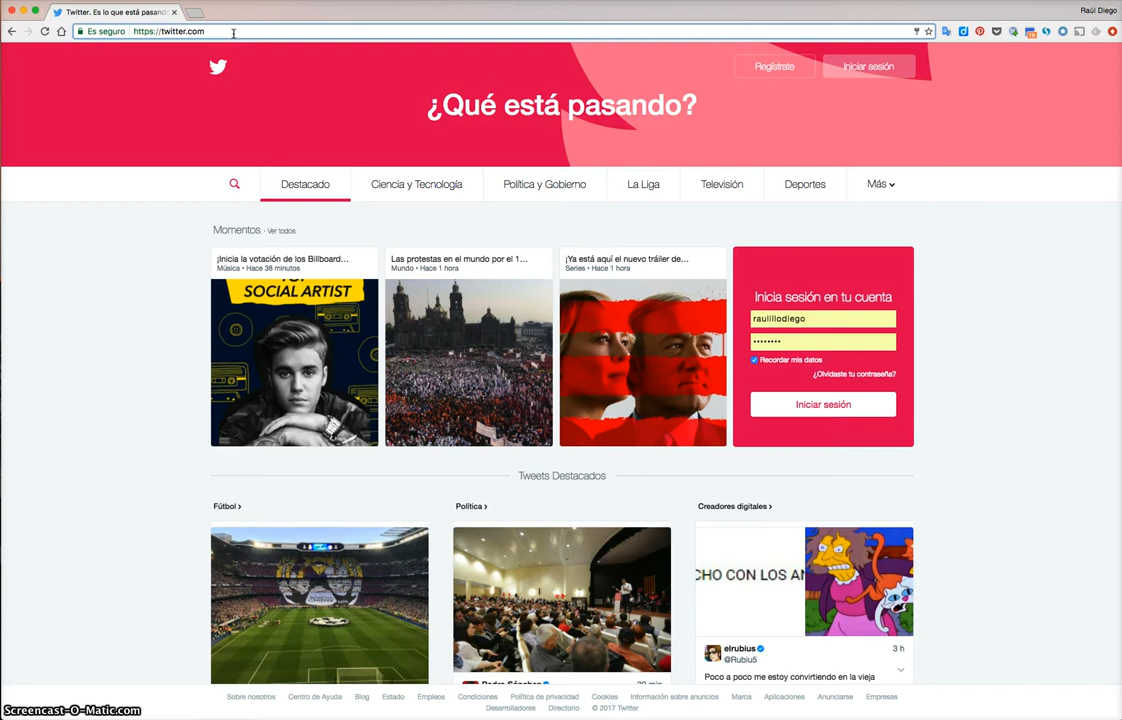 Twitter. Es lo que está pasand
Raúl Diego
Es seguro
https://twitter.com
16
Regístrate
Iniciar sesión
¿Qué está pasando?
Destacado
Ciencia y Tecnología
Política y Gobierno
La Liga
Televisión
Deportes
Más
Momentos · Ver todos
¡Inicia la votación de los Billboard…
Música • Hace 38 minutos
SOCIAL ARTIST
Las protestas en el mundo por el 1…
Mundo • Hace 1 hora
¡Ya está aquí el nuevo tráiler de…
Series • Hace 1 hora
Inicia sesión en tu cuenta
raulillodiego
••••••••
Recordar mis datos
¿Olvidaste tu contraseña?
Iniciar sesión
Tweets Destacados
Fútbol ›
Política ›
Creadores digitales ›
CHO CON LOS AN
elrubius
3 h
@Rubiu5
Poco a poco me estoy convirtiendo en la vieja
Sobre nosotros
Centro de Ayuda
Blog
Estado
Empleos
Condiciones
Política de privacidad
Cookies
Información sobre anuncios
Marca
Aplicaciones
Anunciarse
Empresas
Desarrolladores
Directorio
© 2017 Twitter
Screencast-O-Matic.com